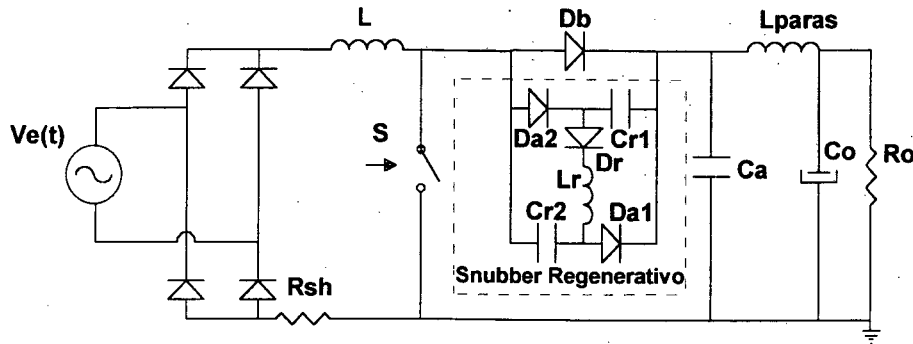 L
Db
Lparas
Ve(t)
S
Da2
Cr1
Dr
Lr
Cr2
Da1
Ca
Co
Ro
Snubber Regenerativo
Rsh